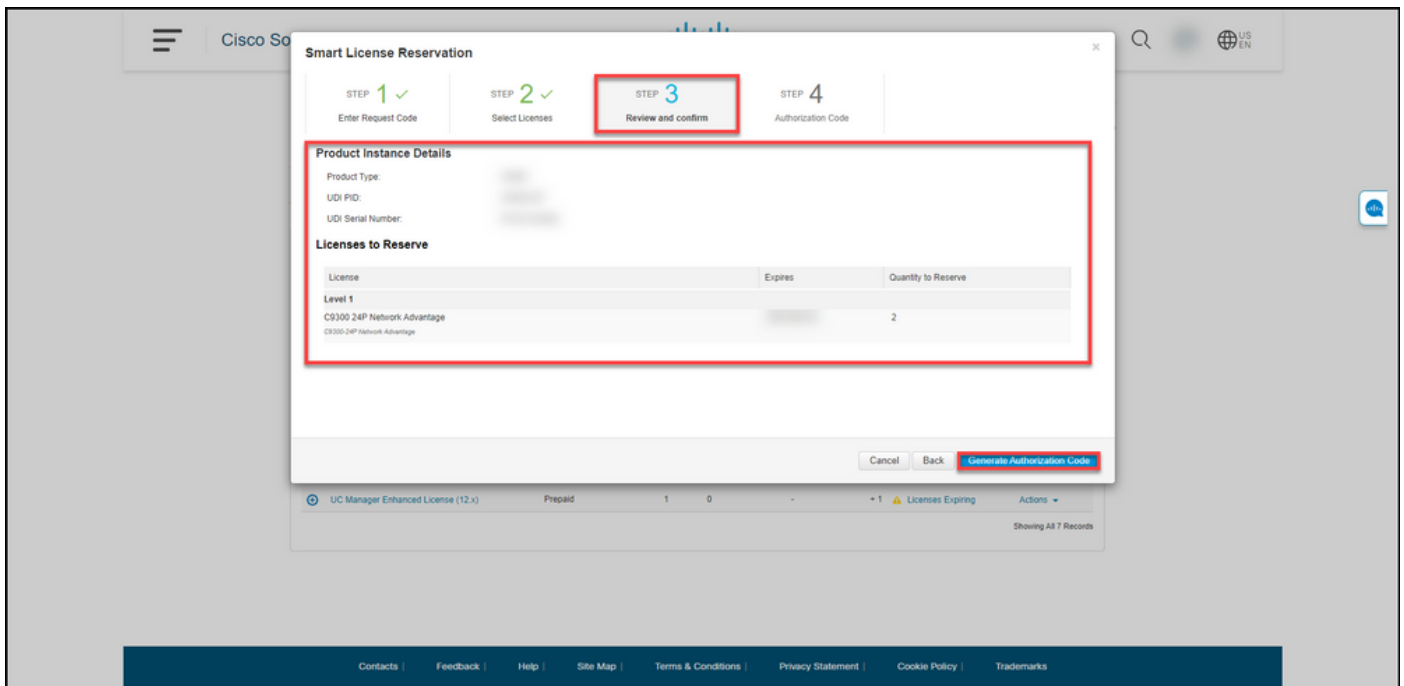 Cisco So
US
EN
Smart License Reservation
×
STEP 1 ✓
Enter Request Code
STEP 2 ✓
Select Licenses
STEP 3
Review and confirm
STEP 4
Authorization Code
Product Instance Details
Product Type:
UDI PID:
UDI Serial Number:
Licenses to Reserve
License Expires Quantity to Reserve
Level 1
C9300 24P Network Advantage 2
C9300-24P Network Advantage
Cancel Back Generate Authorization Code
UC Manager Enhanced License (12.x) Prepaid 1 0 - + 1 Licenses Expiring Actions
Showing All 7 Records
Contacts | Feedback | Help | Site Map | Terms & Conditions | Privacy Statement | Cookie Policy | Trademarks